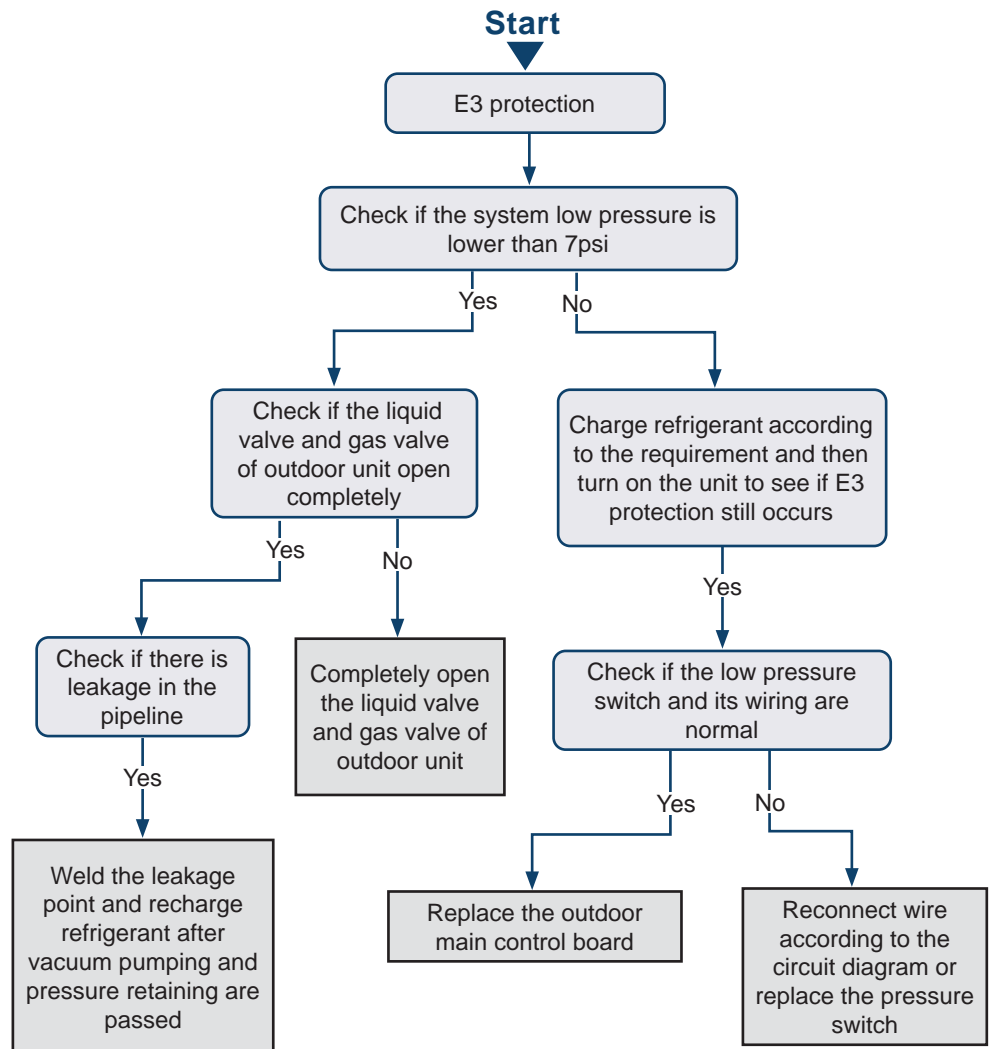 Start
E3 protection
Check if the system low pressure is
lower than 7psi
Yes
No
Check if the liquid
valve and gas valve
of outdoor unit open
completely
Charge refrigerant according
to the requirement and then
turn on the unit to see if E3
protection still occurs
Yes
No
Yes
Check if there is
leakage in the
pipeline
Completely open
the liquid valve
and gas valve of
outdoor unit
Check if the low pressure
switch and its wiring are
normal
Yes
Yes
No
Weld the leakage
point and recharge
refrigerant after
vacuum pumping and
pressure retaining are
passed
Replace the outdoor
main control board
Reconnect wire
according to the
circuit diagram or
replace the pressure
switch